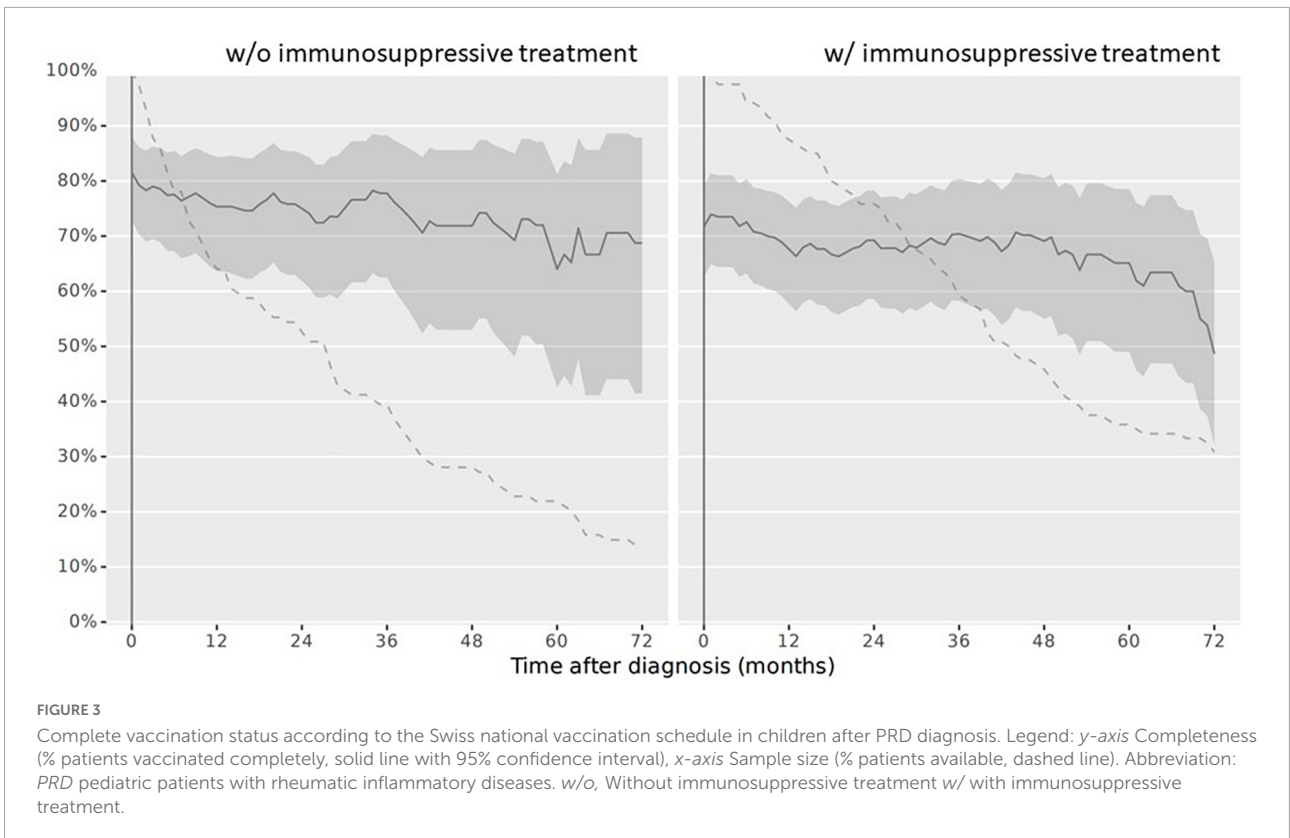 w/o immunosuppressive treatment
w/ immunosuppressive treatment
100%
90%
80%
70%
60%
50%
40%
30%
20%
10%
0%
0 12 24 36 48 60 72
0 12 24 36 48 60 72
Time after diagnosis (months)
FIGURE 3
Complete vaccination status according to the Swiss national vaccination schedule in children after PRD diagnosis. Legend: y-axis Completeness
(% patients vaccinated completely, solid line with 95% confidence interval), x-axis Sample size (% patients available, dashed line). Abbreviation:
PRD pediatric patients with rheumatic inflammatory diseases. w/o, Without immunosuppressive treatment w/ with immunosuppressive
treatment.